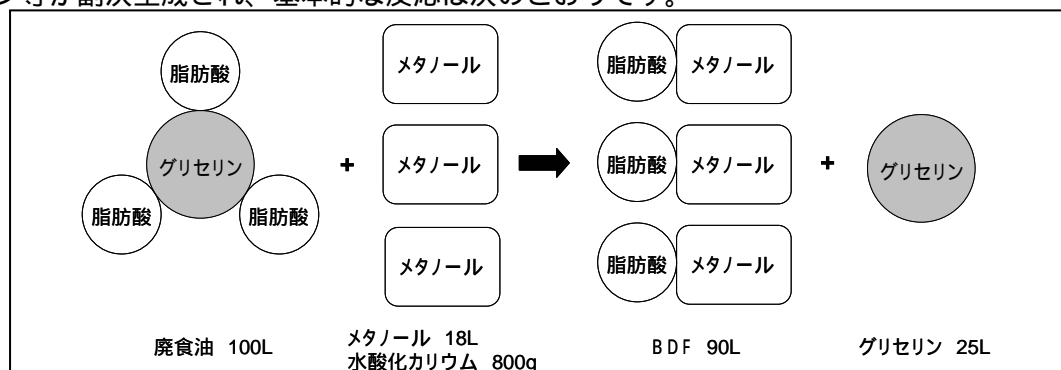 ン等が副次生成され、基本的な反応は次のとおりです。
脂肪酸
グリセリン
脂肪酸
脂肪酸
+
メタノール
メタノール
メタノール
脂肪酸
メタノール
脂肪酸
メタノール
脂肪酸
メタノール
+
グリセリン
廃食油 100L
メタノール 18L
水酸化カリウム 800g
ＢＤＦ 90L
グリセリン 25L